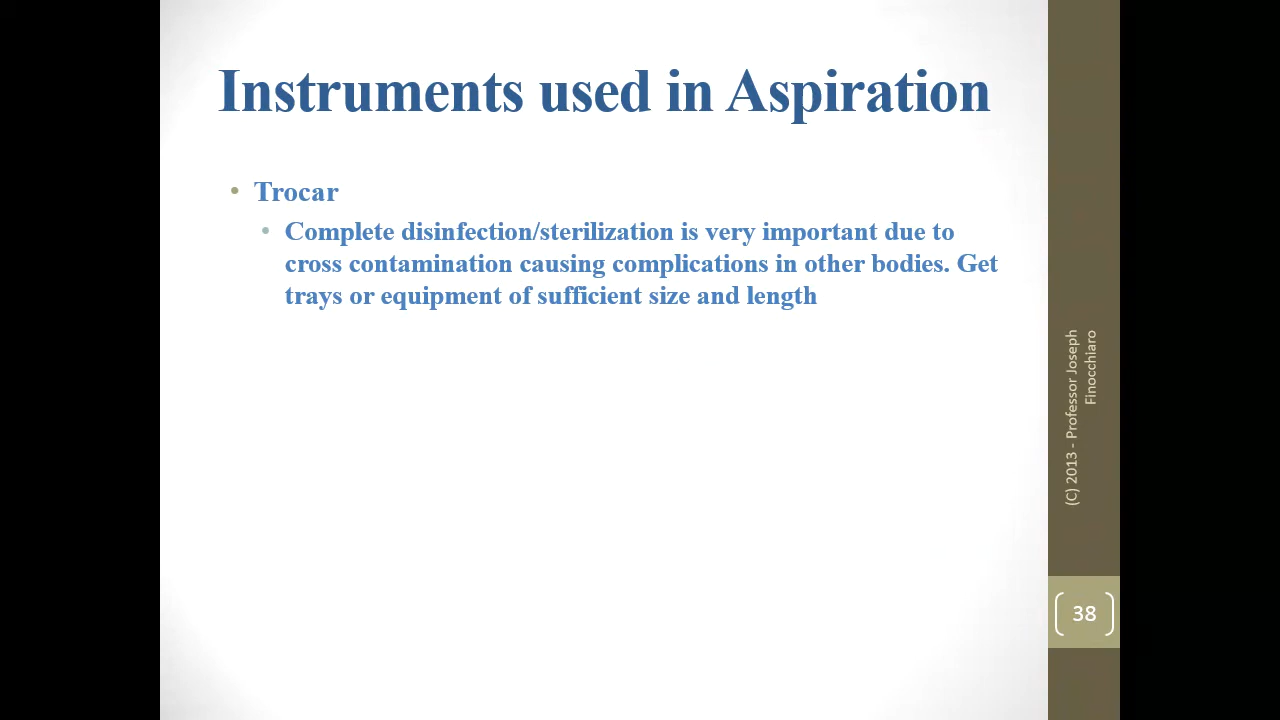 Instruments used in Aspiration
• Trocar
• Complete disinfection/sterilization is very important due to
cross contamination causing complications in other bodies. Get
trays or equipment of sufficient size and length
(C) 2013 - Professor Joseph
Finocchiaro
38